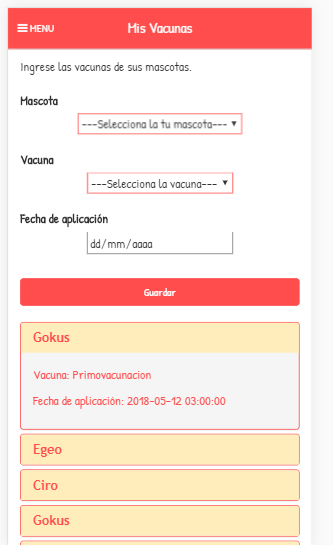 MENU
Mis Vacunas
Ingrese las vacunas de sus mascotas.
Mascota
---Selecciona la tu mascota---
Vacuna
---Selecciona la vacuna---
Fecha de aplicación
dd/mm/aaaa
Guardar
Gokus
Vacuna: Primovacunacion
Fecha de aplicación: 2018-05-12 03:00:00
Egeo
Ciro
Gokus